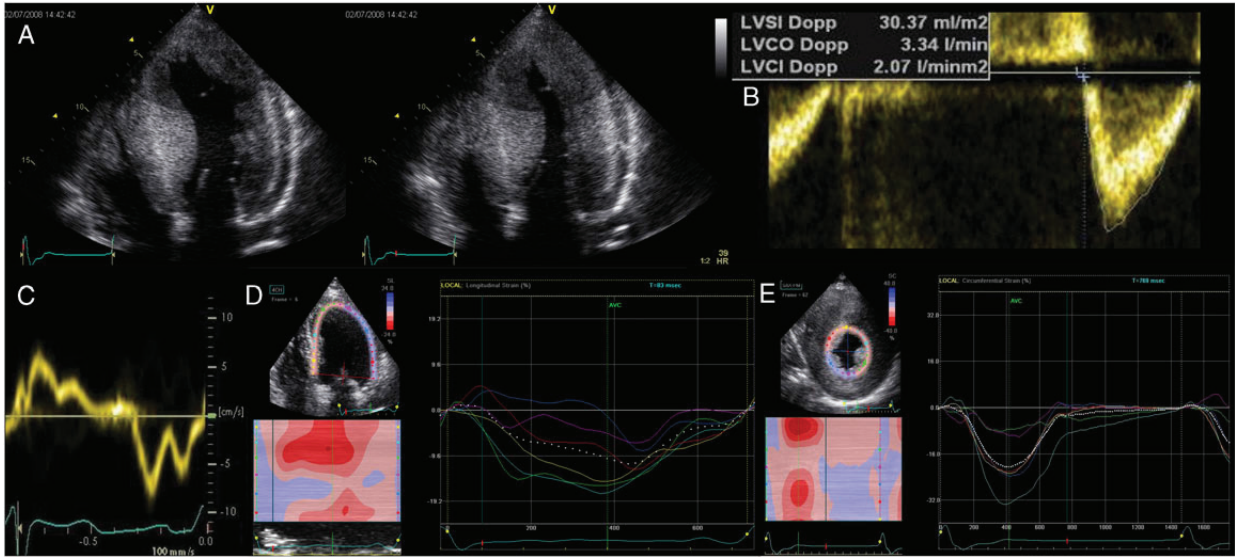 A
02/07/2008 14:42:42
V
5
10
15
02/07/2008 14:42:42
V
5
10
15
39
1:2 HR
LVSI Dopp 30.37 ml/m2
LVCO Dopp 3.34 l/min
LVCI Dopp 2.07 l/minm2
B
C
10
5
[cm/s]
-5
-10
-0.5
0.0
100 mm/s
D
4CH
%
LOCAL: Longitudinal Strain (%)
T=83 msec
AVC
19.2
9.6
0.0
-9.6
-19.2
200
400
600
E
%
LOCAL: Circumferential Strain (%)
T=769 msec
AVC
32.0
16.0
0.0
-16.0
-32.0
200
400
600
800
1000
1200
1400
1600